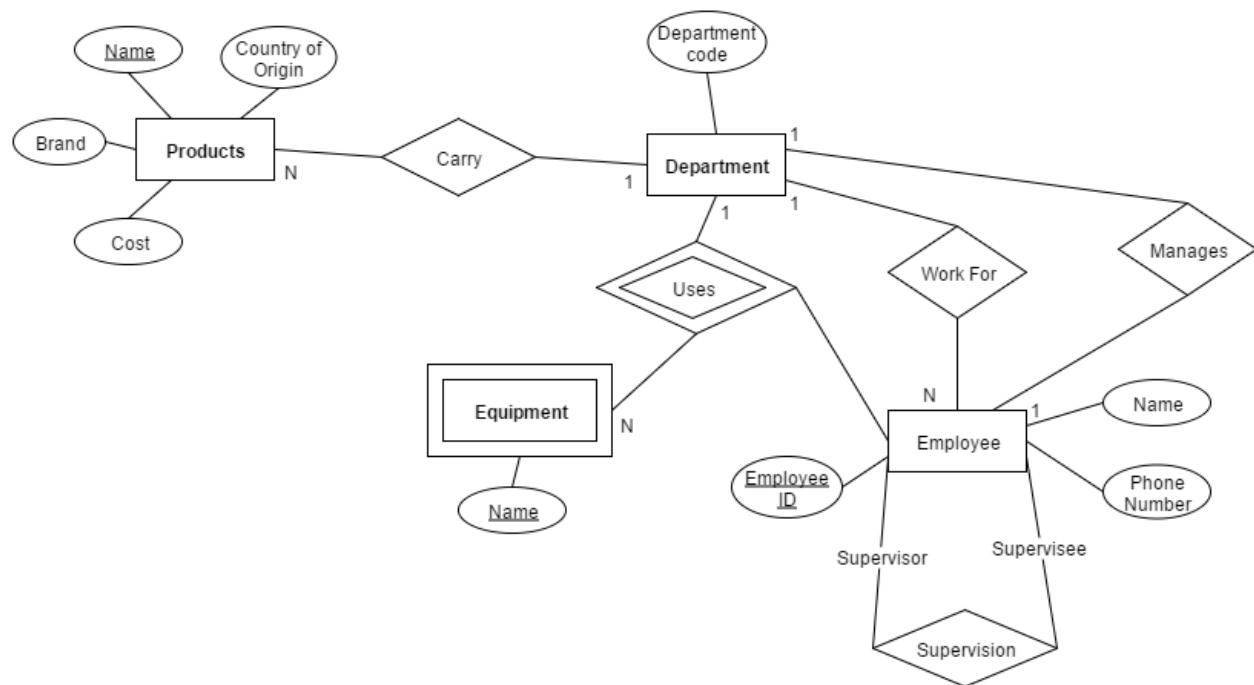 Name
Country of
Origin
Department
code
Brand
Products
N
Carry
1
Department
1
1
1
Manages
Cost
Uses
Work For
Equipment
N
N
Employee
1
Name
Employee
ID
Phone
Number
Name
Supervisor
Supervisee
Supervision